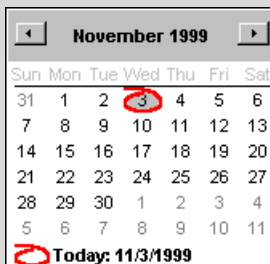 November 1999
Sun Mon Tue Wed Thu Fri Sat
31 1 2 3 4 5 6
7 8 9 10 11 12 13
14 15 16 17 18 19 20
21 22 23 24 25 26 27
28 29 30 1 2 3 4
5 6 7 8 9 10 11
Today: 11/3/1999